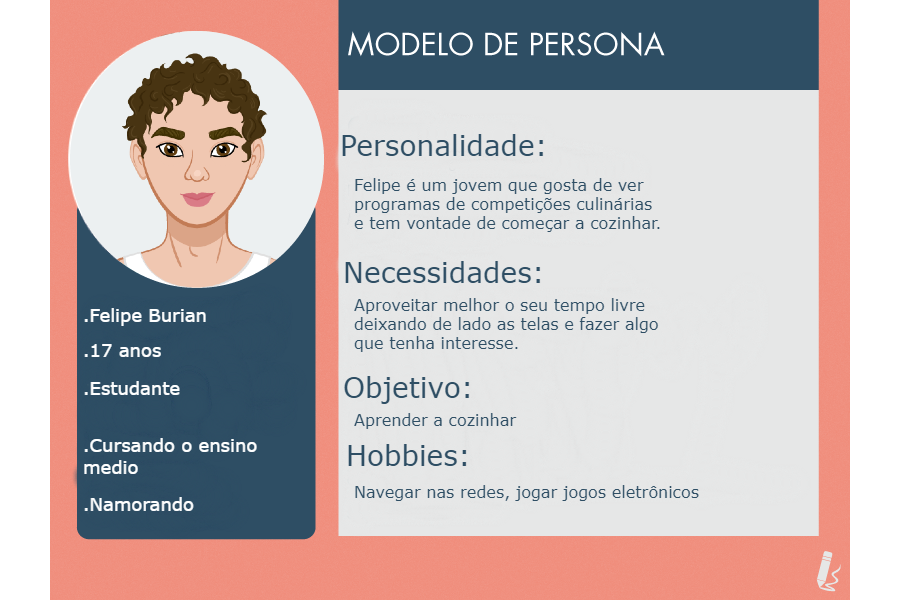 MODELO DE PERSONA
.Felipe Burian
.17 anos
.Estudante
.Cursando o ensino
medio
.Namorando
Personalidade:
Felipe é um jovem que gosta de ver
programas de competições culinárias
e tem vontade de começar a cozinhar.
Necessidades:
Aproveitar melhor o seu tempo livre
deixando de lado as telas e fazer algo
que tenha interesse.
Objetivo:
Aprender a cozinhar
Hobbies:
Navegar nas redes, jogar jogos eletrônicos